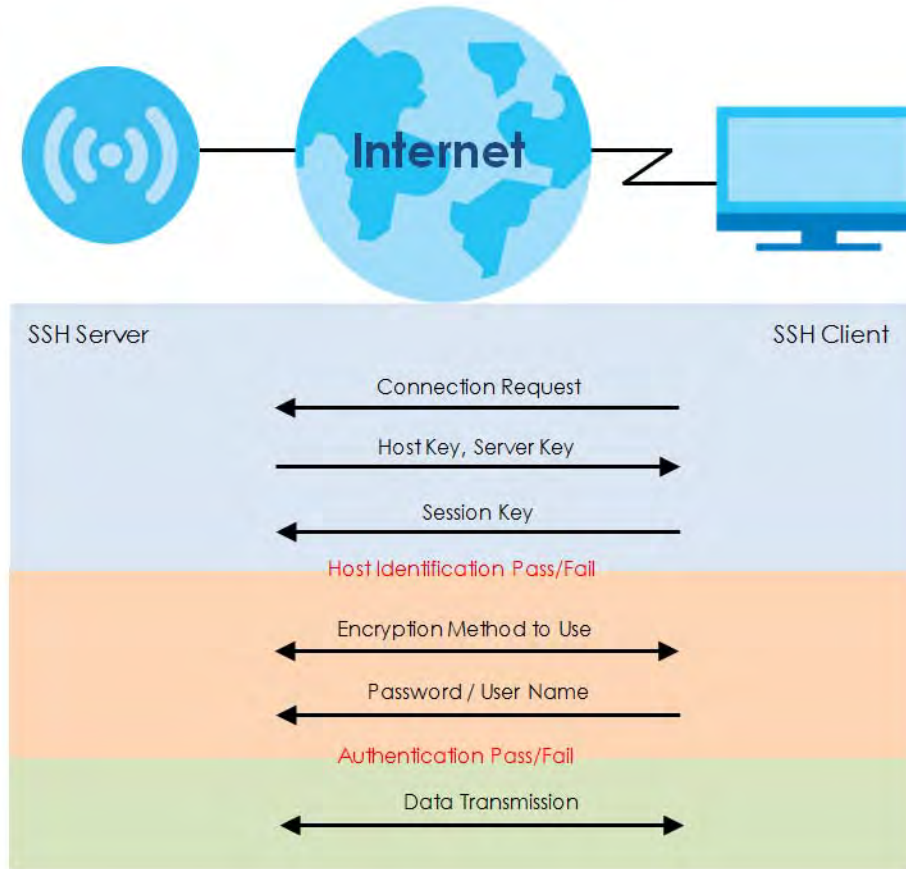 Internet
SSH Server
SSH Client
Connection Request
Host Key, Server Key
Session Key
Host Identification Pass/Fail
Encryption Method to Use
Password / User Name
Authentication Pass/Fail
Data Transmission